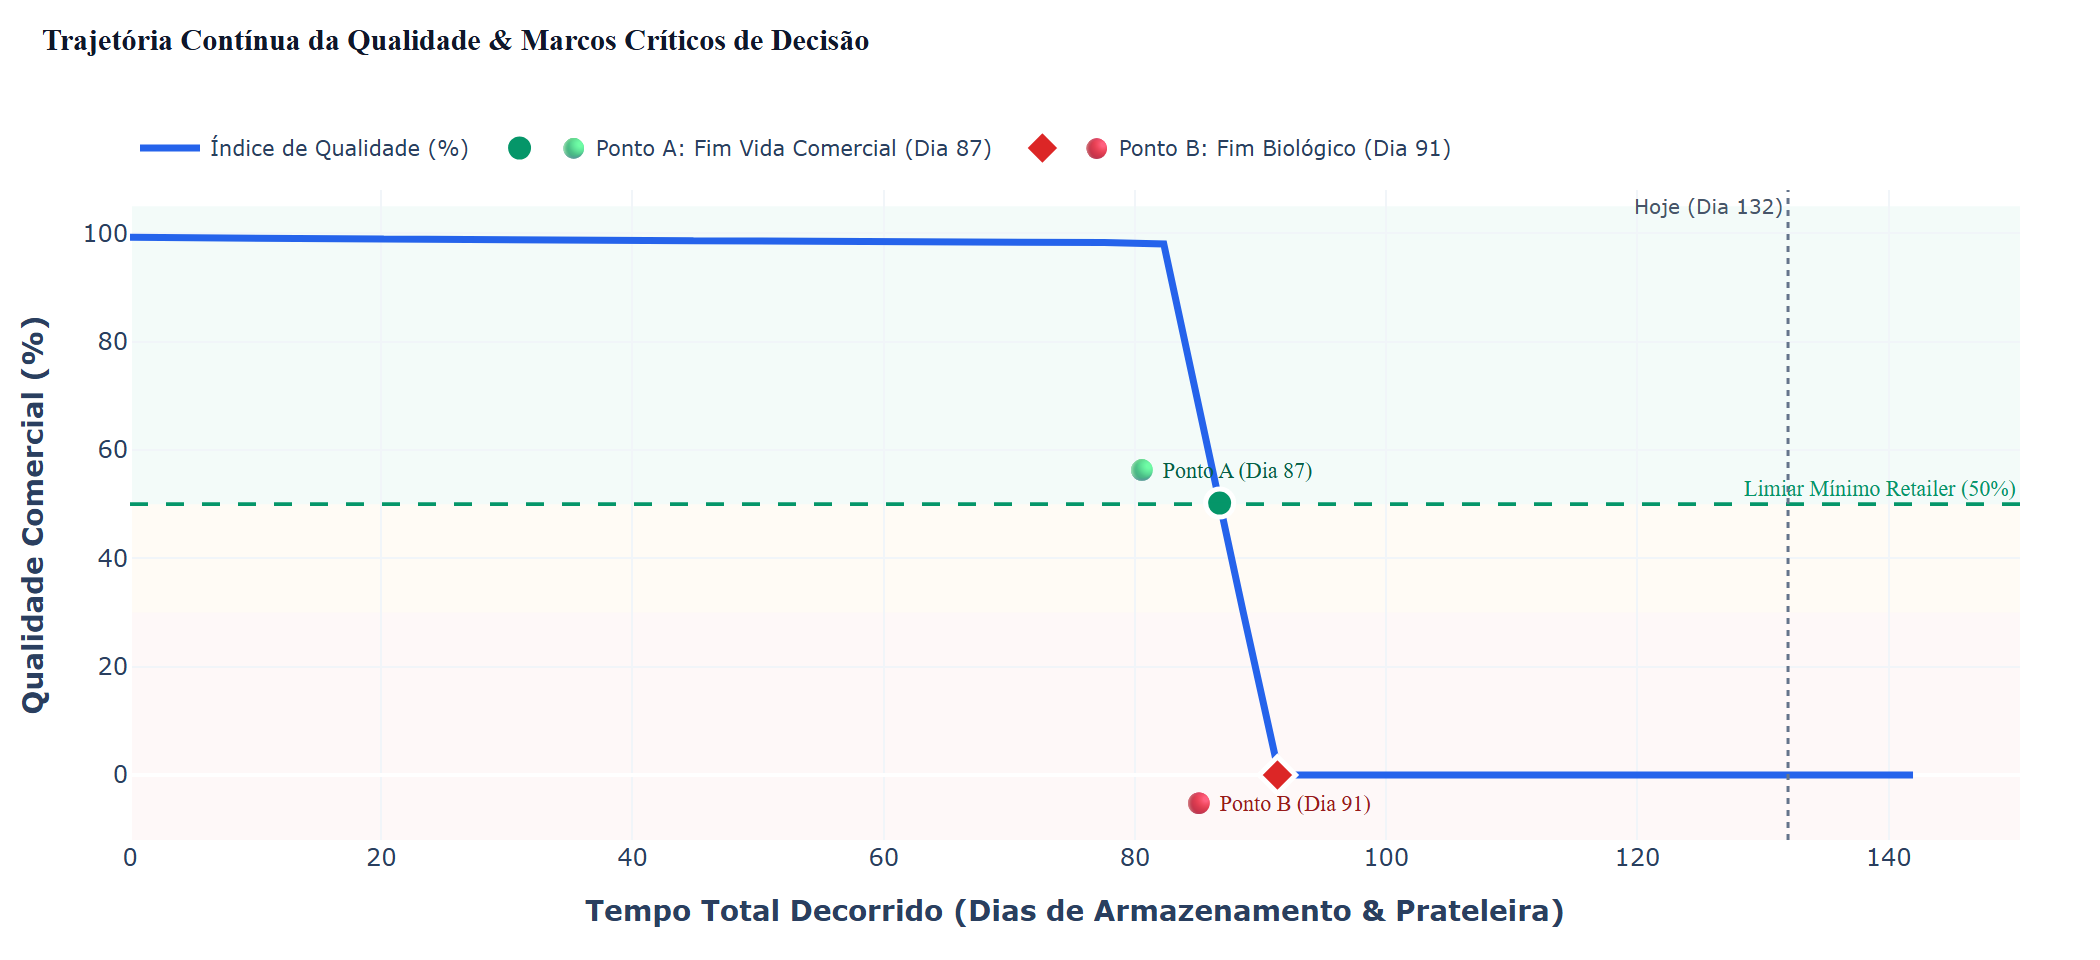 Trajetória Contínua da Qualidade & Marcos Críticos de Decisão
Índice de Qualidade (%)
Ponto A: Fim Vida Comercial (Dia 87)
Ponto B: Fim Biológico (Dia 91)
Hoje (Dia 132)
Limiar Mínimo Retailer (50%)
Ponto A (Dia 87)
Ponto B (Dia 91)
Qualidade Comercial (%)
100
80
60
40
20
0
0 20 40 60 80 100 120 140
Tempo Total Decorrido (Dias de Armazenamento & Prateleira)